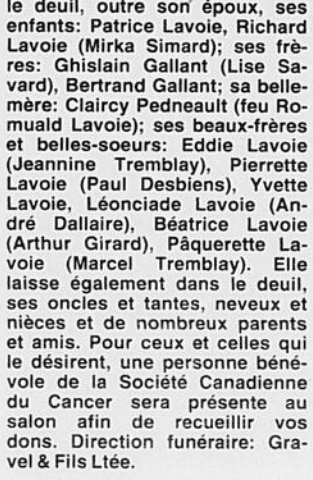 le deuil, outre son époux, ses
enfants: Patrice Lavoie, Richard
Lavoie (Mirka Simard); ses frè-
res: Ghislain Gallant (Lise Sa-
vard), Bertrand Gallant; sa belle-
mère: Claircy Pedneault (feu Ro-
muald Lavoie); ses beaux-frères
et belles-soeurs: Eddie Lavoie
(Jeannine Tremblay), Pierrette
Lavoie (Paul Desbiens), Yvette
Lavoie, Léonciade Lavoie (An-
dré Dallaire), Béatrice Lavoie
(Arthur Girard), Pâquerette La-
voie (Marcel Tremblay). Elle
laisse également dans le deuil,
ses oncles et tantes, neveux et
nièces et de nombreux parents
et amis. Pour ceux et celles qui
le désirent, une personne béné-
vole de la Société Canadienne
du Cancer sera présente au
salon afin de recueillir vos
dons. Direction funéraire: Gra-
vel & Fils Ltée.